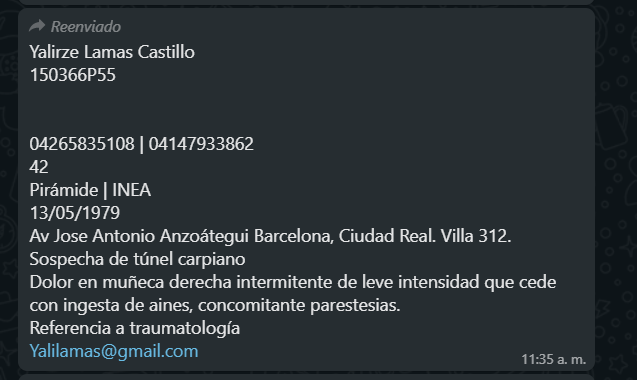 Reenviado
Yalirze Lamas Castillo
150366P55
04265835108 | 04147933862
42
Pirámide | INEA
13/05/1979
Av Jose Antonio Anzoátegui Barcelona, Ciudad Real. Villa 312.
Sospecha de túnel carpiano
Dolor en muñeca derecha intermitente de leve intensidad que cede
con ingesta de aines, concomitante parestesias.
Referencia a traumatología
Yalilamas@gmail.com
11:35 a. m.